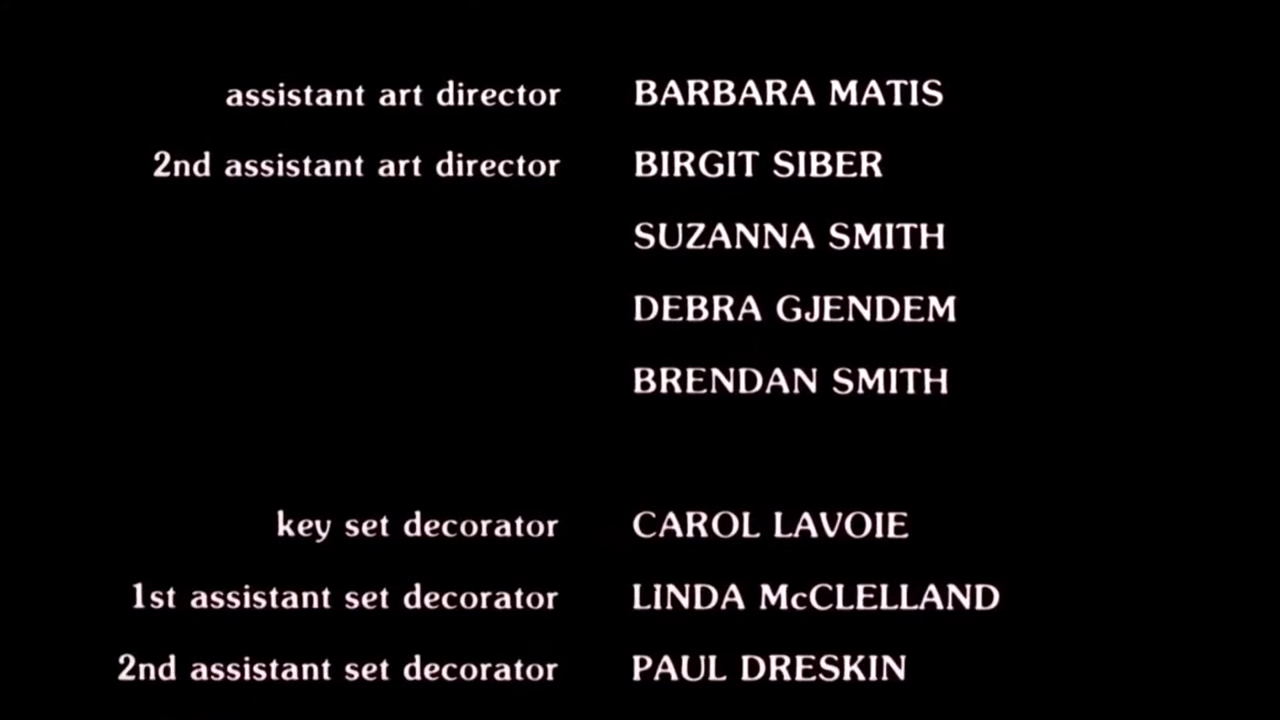 assistant art director BARBARA MATIS
2nd assistant art director BIRGIT SIBER
SUZANNA SMITH
DEBRA GJENDEM
BRENDAN SMITH
key set decorator CAROL LAVOIE
1st assistant set decorator LINDA McCLELLAND
2nd assistant set decorator PAUL DRESKIN